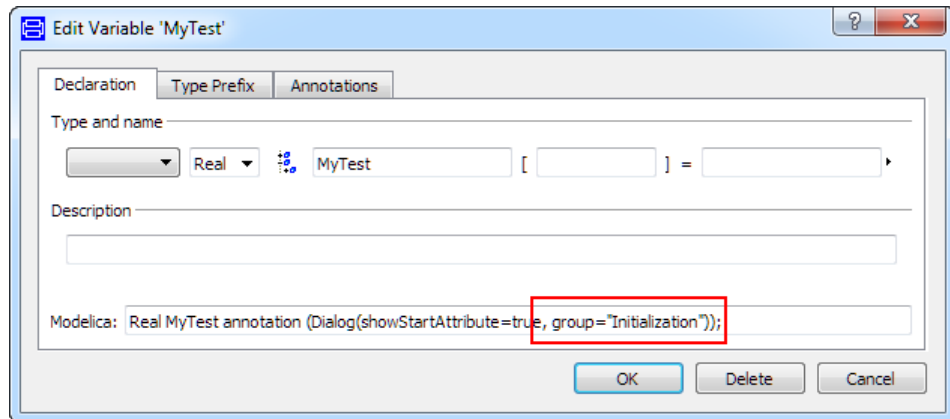 Edit Variable 'MyTest'
? X
Declaration Type Prefix Annotations
Type and name
Real MyTest [ ] =
Description
Modelica: Real MyTest annotation (Dialog(showStartAttribute=true, group="Initialization"));
OK Delete Cancel